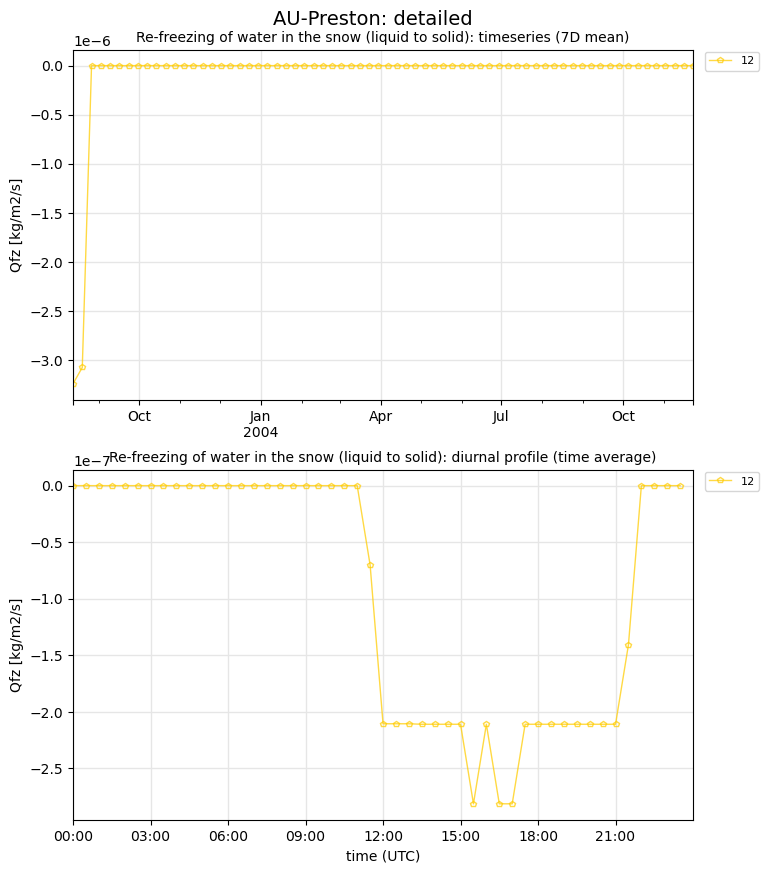 AU-Preston: detailed
Re-freezing of water in the snow (liquid to solid): timeseries (7D mean)
1e−6
12
0.0
−0.5
−1.0
−1.5
−2.0
−2.5
−3.0
Qfz [kg/m2/s]
Oct
Jan
2004
Apr
Jul
Oct
Re-freezing of water in the snow (liquid to solid): diurnal profile (time average)
1e−7
12
0.0
−0.5
−1.0
−1.5
−2.0
−2.5
Qfz [kg/m2/s]
00:00
03:00
06:00
09:00
12:00
15:00
18:00
21:00
time (UTC)